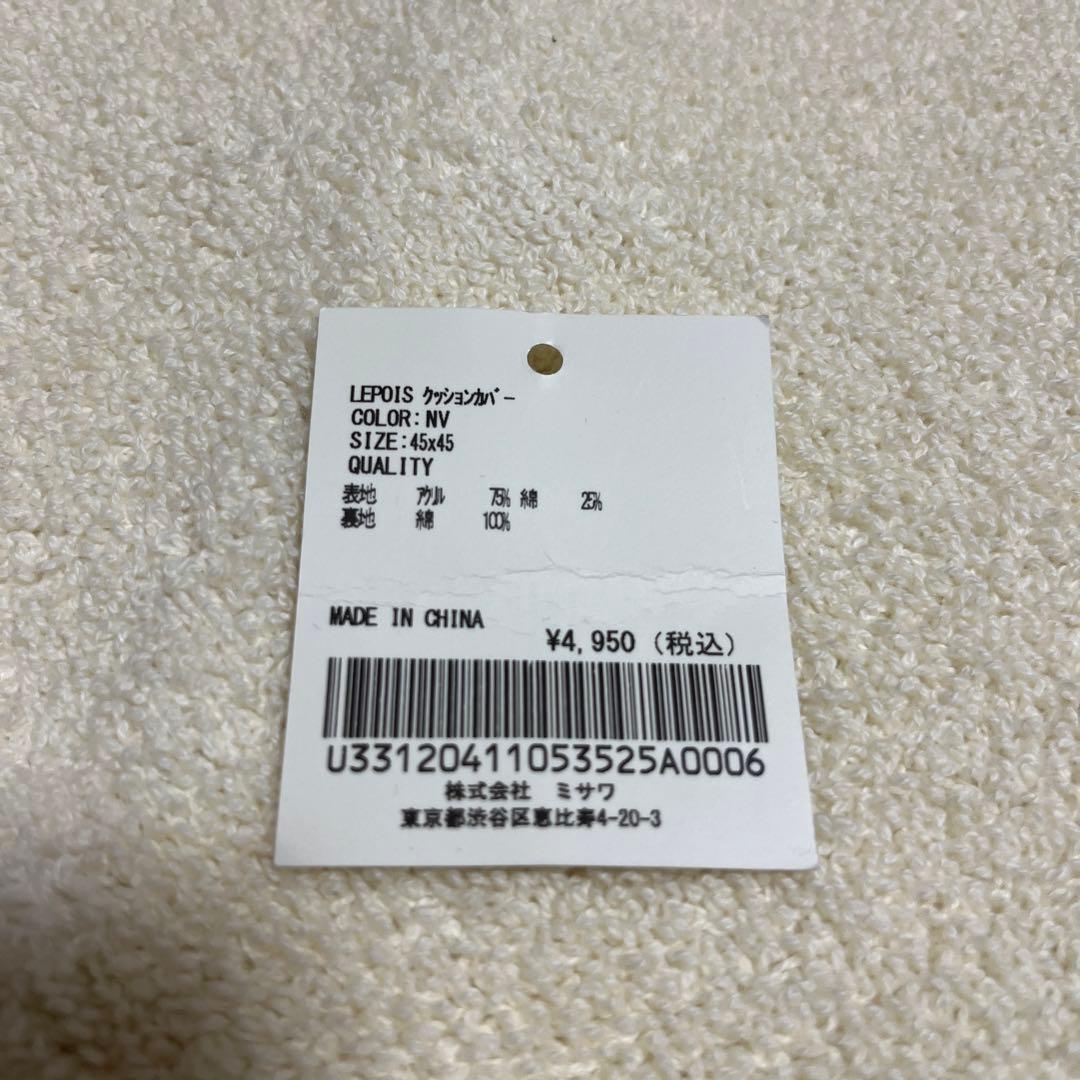 LEPOIS ｸｯｼｮﾝｶﾊﾞｰ
COLOR:NV
SIZE:45x45
QUALITY
表地 ｱｸﾘﾙ 75% 綿 25%
裏地 綿 100%
MADE IN CHINA
¥4,950 (税込)
U33120411053525A0006
株式会社 ミサワ
東京都渋谷区恵比寿4-20-3